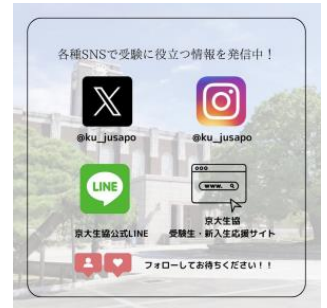 各種SNSで受験に役立つ情報を発信中！
@ku_jusapo
@ku_jusapo
LINE
www.
京大生協公式LINE
京大生協
受験生・新入生応援サイト
フォローしてお待ちください！！